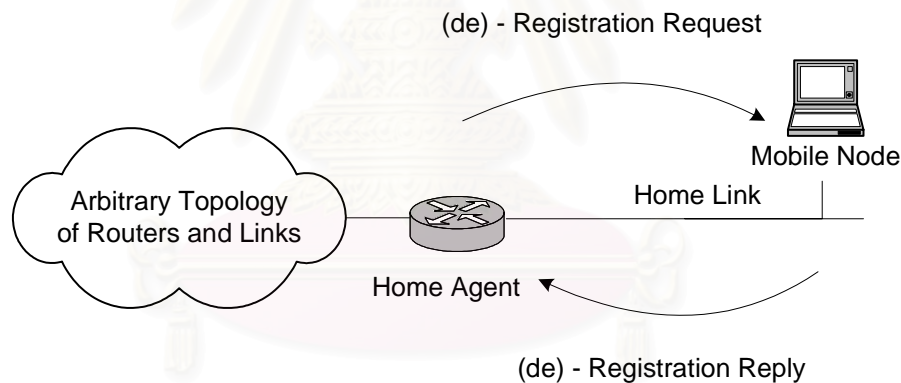 (de) - Registration Request
Mobile Node
Home Link
Arbitrary Topology
of Routers and Links
Home Agent
(de) - Registration Reply